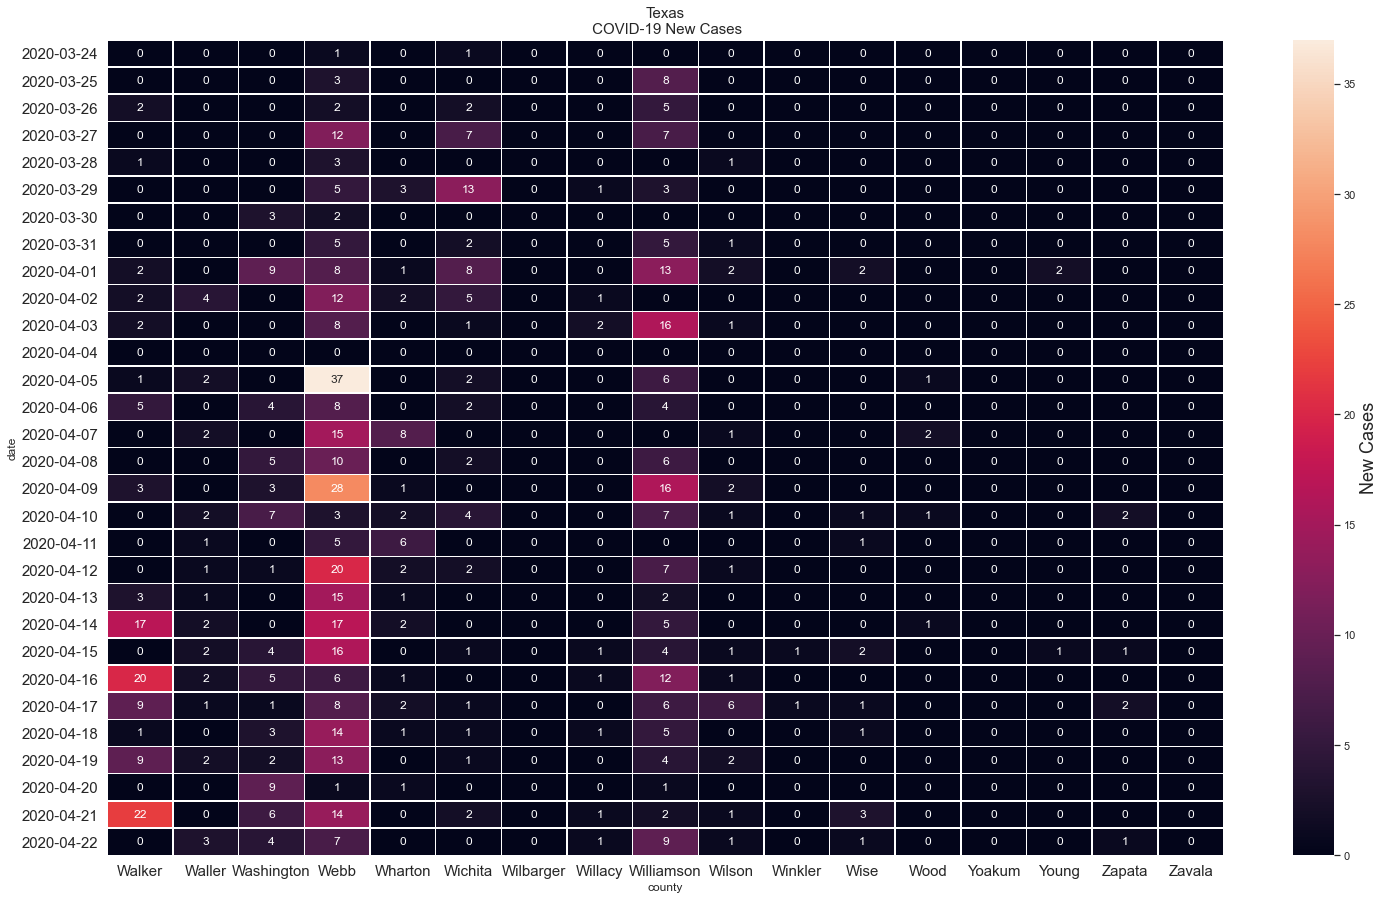 Texas
COVID-19 New Cases
2020-03-24 0 0 0 1 0 1 0 0 0 0 0 0 0 0 0 0 0
2020-03-25 0 0 0 3 0 0 0 0 8 0 0 0 0 0 0 0 0
2020-03-26 2 0 0 2 0 2 0 0 5 0 0 0 0 0 0 0 0
2020-03-27 0 0 0 12 0 7 0 0 7 0 0 0 0 0 0 0 0
2020-03-28 1 0 0 3 0 0 0 0 0 1 0 0 0 0 0 0 0
2020-03-29 0 0 0 5 3 13 0 1 3 0 0 0 0 0 0 0 0
2020-03-30 0 0 3 2 0 0 0 0 0 0 0 0 0 0 0 0 0
2020-03-31 0 0 0 5 0 2 0 0 5 1 0 0 0 0 0 0 0
2020-04-01 2 0 9 8 1 8 0 0 13 2 0 2 0 0 2 0 0
2020-04-02 2 4 0 12 2 5 0 1 0 0 0 0 0 0 0 0 0
2020-04-03 2 0 0 8 0 1 0 2 16 1 0 0 0 0 0 0 0
2020-04-04 0 0 0 0 0 0 0 0 0 0 0 0 0 0 0 0 0
2020-04-05 1 2 0 37 0 2 0 0 6 0 0 0 1 0 0 0 0
2020-04-06 5 0 4 8 0 2 0 0 4 0 0 0 0 0 0 0 0
2020-04-07 0 2 0 15 8 0 0 0 0 1 0 0 2 0 0 0 0
2020-04-08 0 0 5 10 0 2 0 0 6 0 0 0 0 0 0 0 0
2020-04-09 3 0 3 28 1 0 0 0 16 2 0 0 0 0 0 0 0
2020-04-10 0 2 7 3 2 4 0 0 7 1 0 1 1 0 0 2 0
2020-04-11 0 1 0 5 6 0 0 0 0 0 0 1 0 0 0 0 0
2020-04-12 0 1 1 20 2 2 0 0 7 1 0 0 0 0 0 0 0
2020-04-13 3 1 0 15 1 0 0 0 2 0 0 0 0 0 0 0 0
2020-04-14 17 2 0 17 2 0 0 0 5 0 0 0 1 0 0 0 0
2020-04-15 0 2 4 16 0 1 0 1 4 1 1 2 0 0 1 1 0
2020-04-16 20 2 5 6 1 0 0 1 12 1 0 0 0 0 0 0 0
2020-04-17 9 1 1 8 2 1 0 0 6 6 1 1 0 0 0 2 0
2020-04-18 1 0 3 14 1 1 0 1 5 0 0 1 0 0 0 0 0
2020-04-19 9 2 2 13 0 1 0 0 4 2 0 0 0 0 0 0 0
2020-04-20 0 0 9 1 1 0 0 0 1 0 0 0 0 0 0 0 0
2020-04-21 22 0 6 14 0 2 0 1 2 1 0 3 0 0 0 0 0
2020-04-22 0 3 4 7 0 0 0 1 9 1 0 1 0 0 0 1 0
Walker Waller Washington Webb Wharton Wichita Wilbarger Willacy Williamson Wilson Winkler Wise Wood Yoakum Young Zapata Zavala
county
date
35
30
25
20
15
10
5
0
New Cases